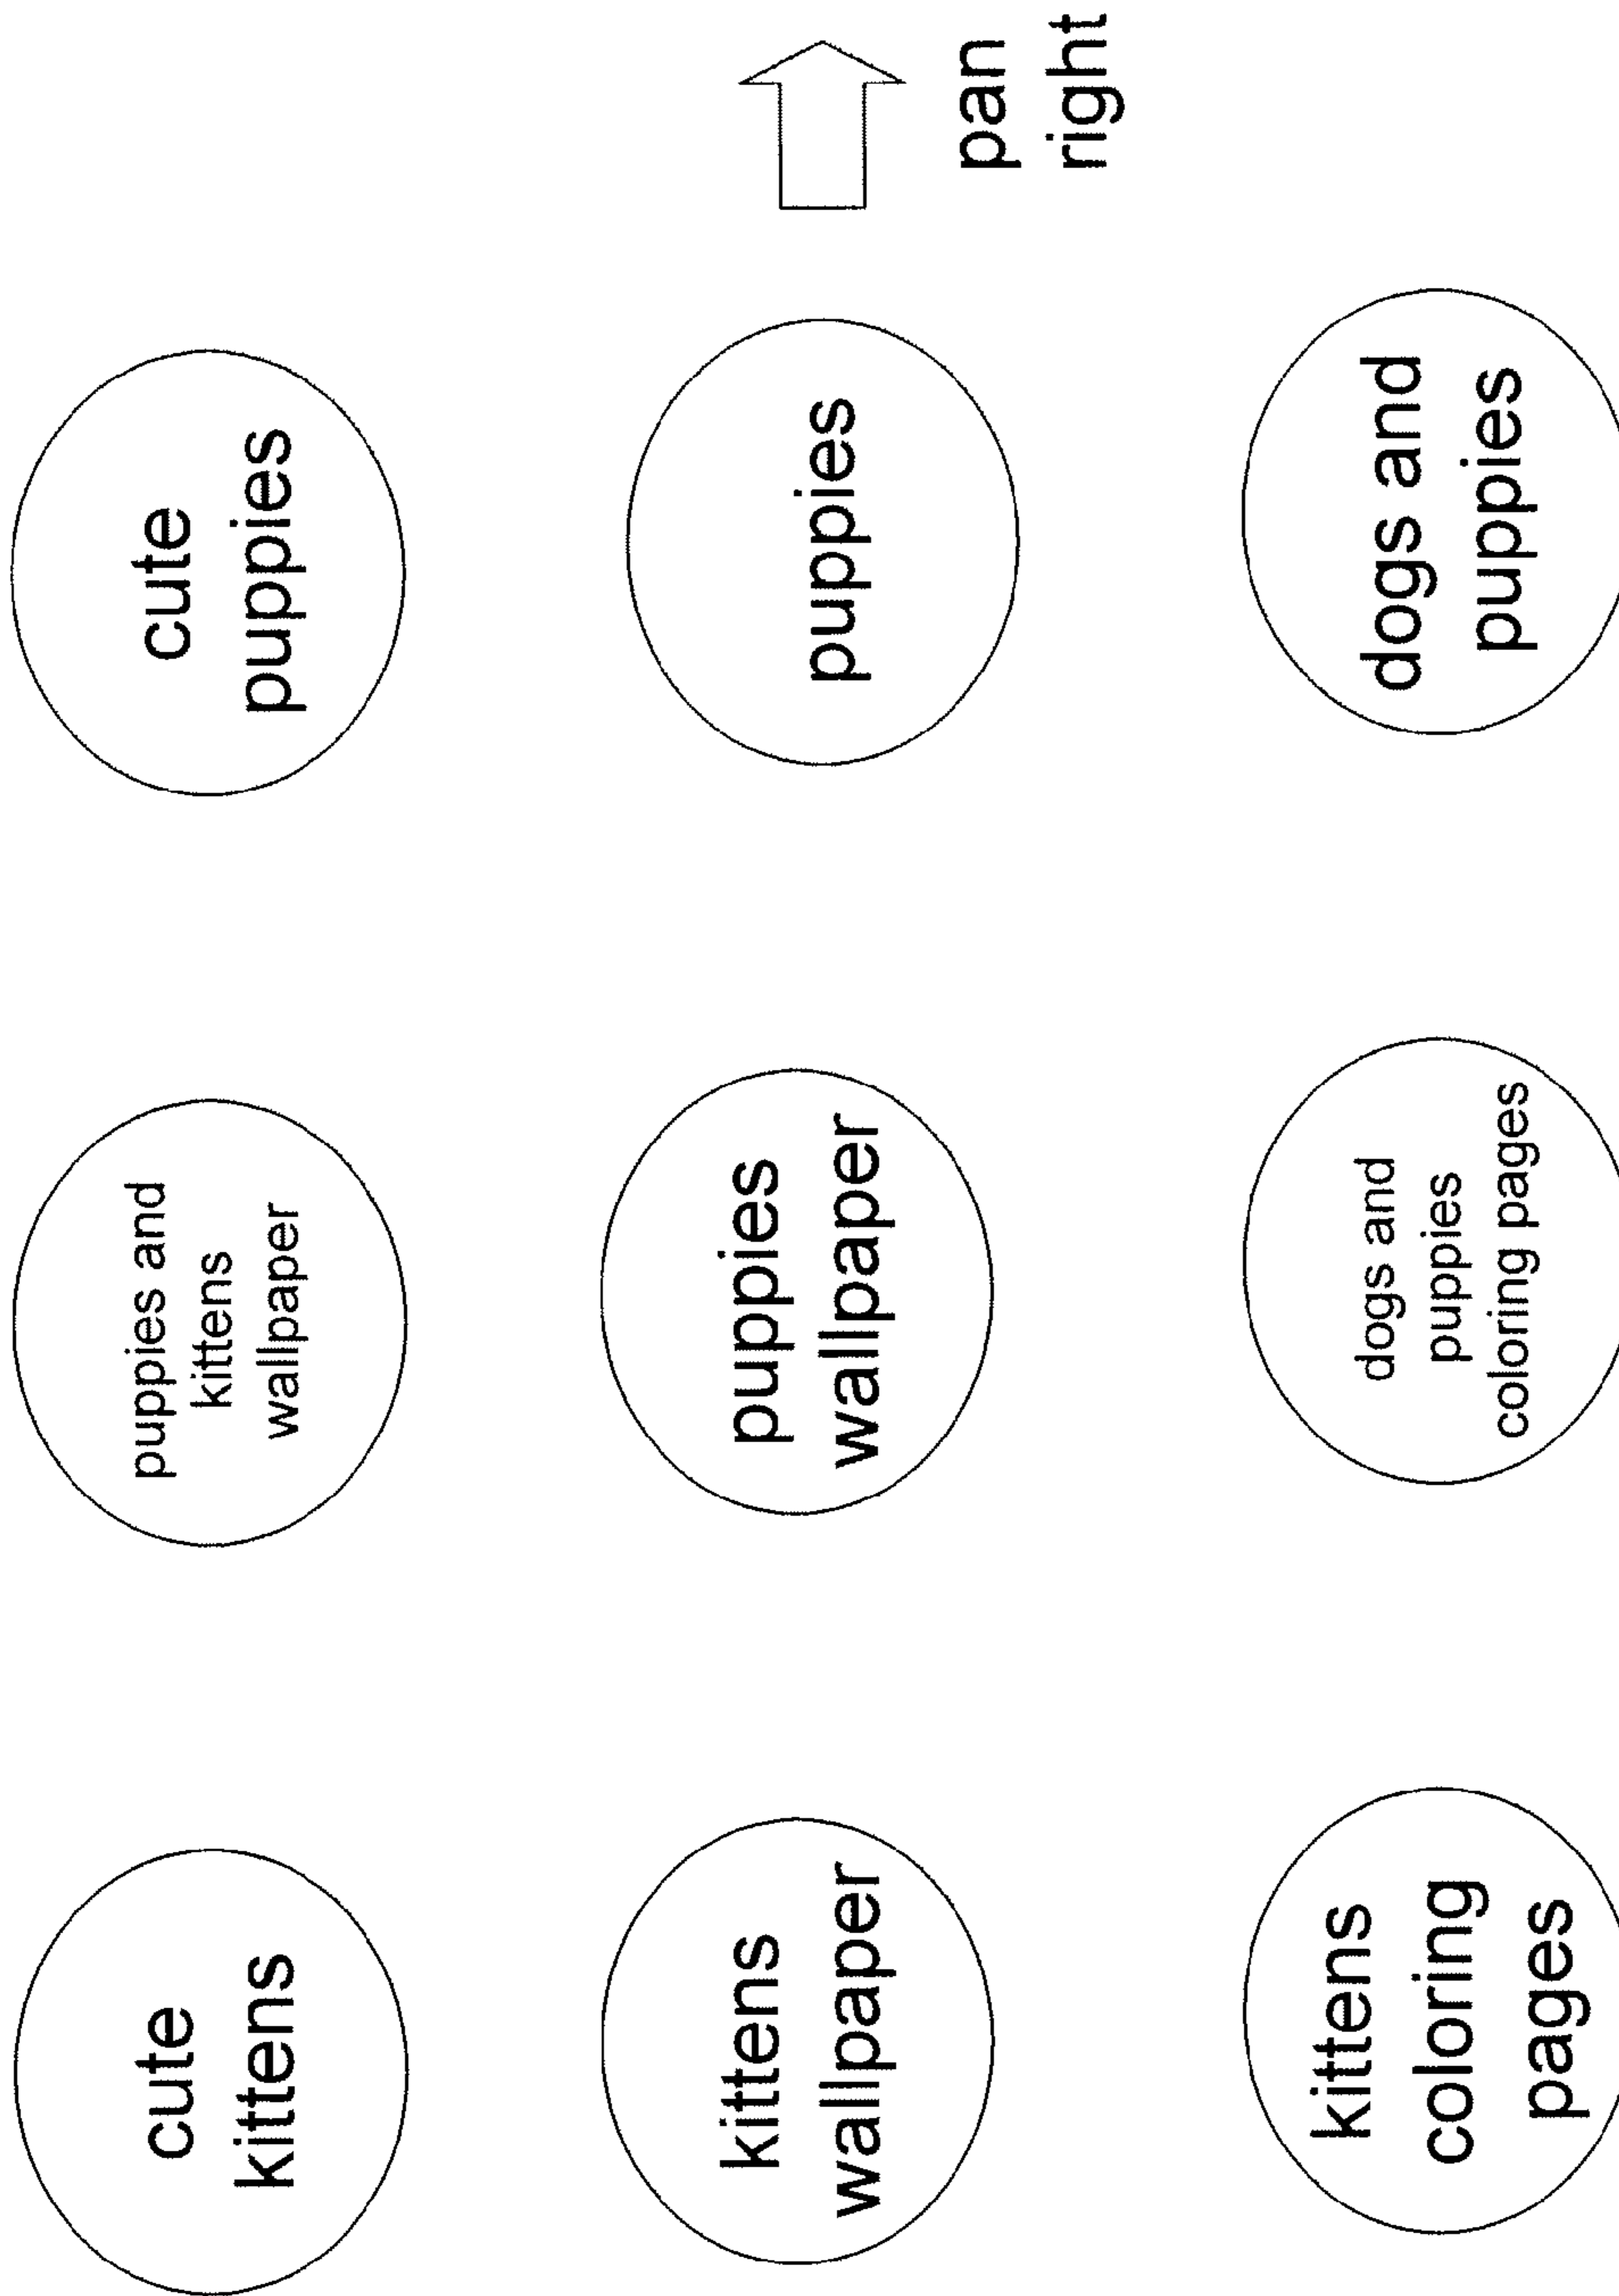 cute
kittens
puppies and
kittens
wallpaper
cute
puppies
kittens
wallpaper
puppies
wallpaper
puppies
pan
right
kittens
coloring
pages
dogs and
puppies
coloring pages
dogs and
puppies